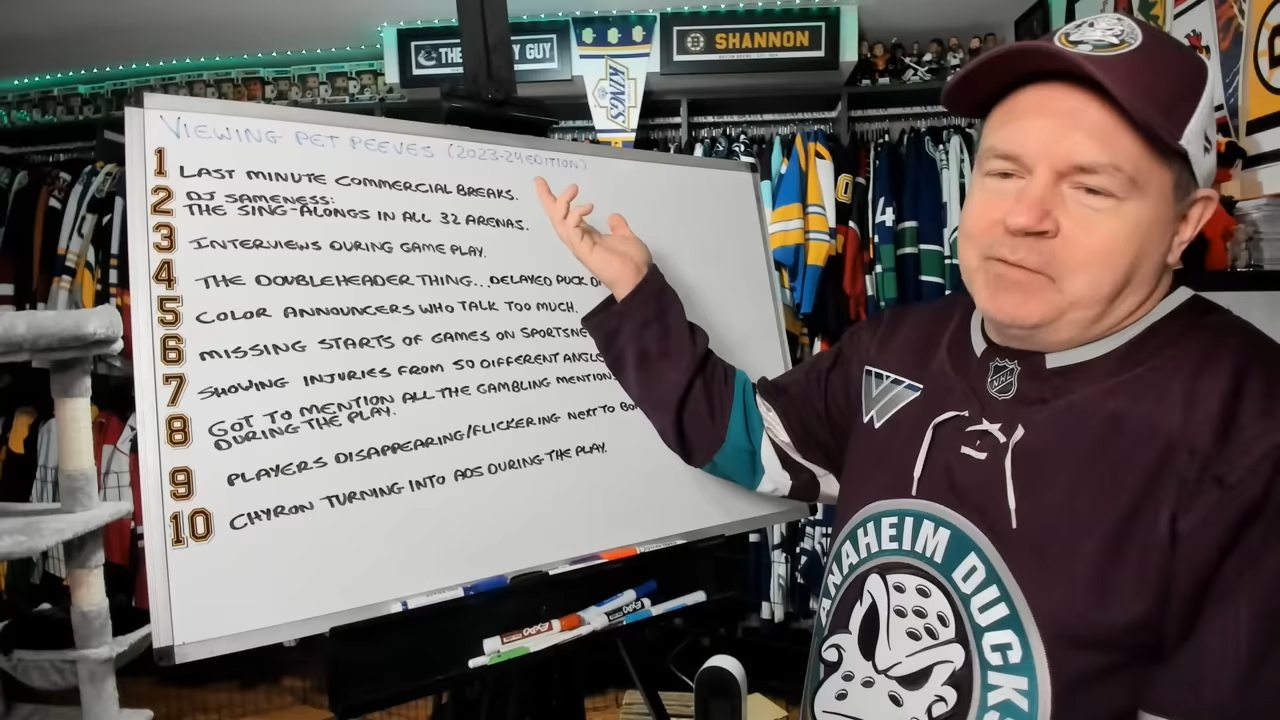 THE GUY
SHANNON
KINGS
VIEWING PET PEEVES (2023-24 EDITION)
1 LAST MINUTE COMMERCIAL BREAKS.
2 DJ SAMENESS:
THE SING-ALONGS IN ALL 32 ARENAS.
3 INTERVIEWS DURING GAME PLAY.
4 THE DOUBLEHEADER THING... DELAYED PUCK
5 COLOR ANNOUNCERS WHO TALK TOO MUCH.
6 MISSING STARTS OF GAMES ON
7 SHOWING INJURIES FROM 50 DIFFERENT
8 GOT TO MENTION ALL THE GAMBLING
DURING THE PLAY.
9 PLAYERS DISAPPEARING/FLICKERING NEXT TO
10 CHYRON TURNING INTO ADS DURING THE PLAY.
4
0
NHL
ANAHEIM DUCKS
EXPO
EXPO